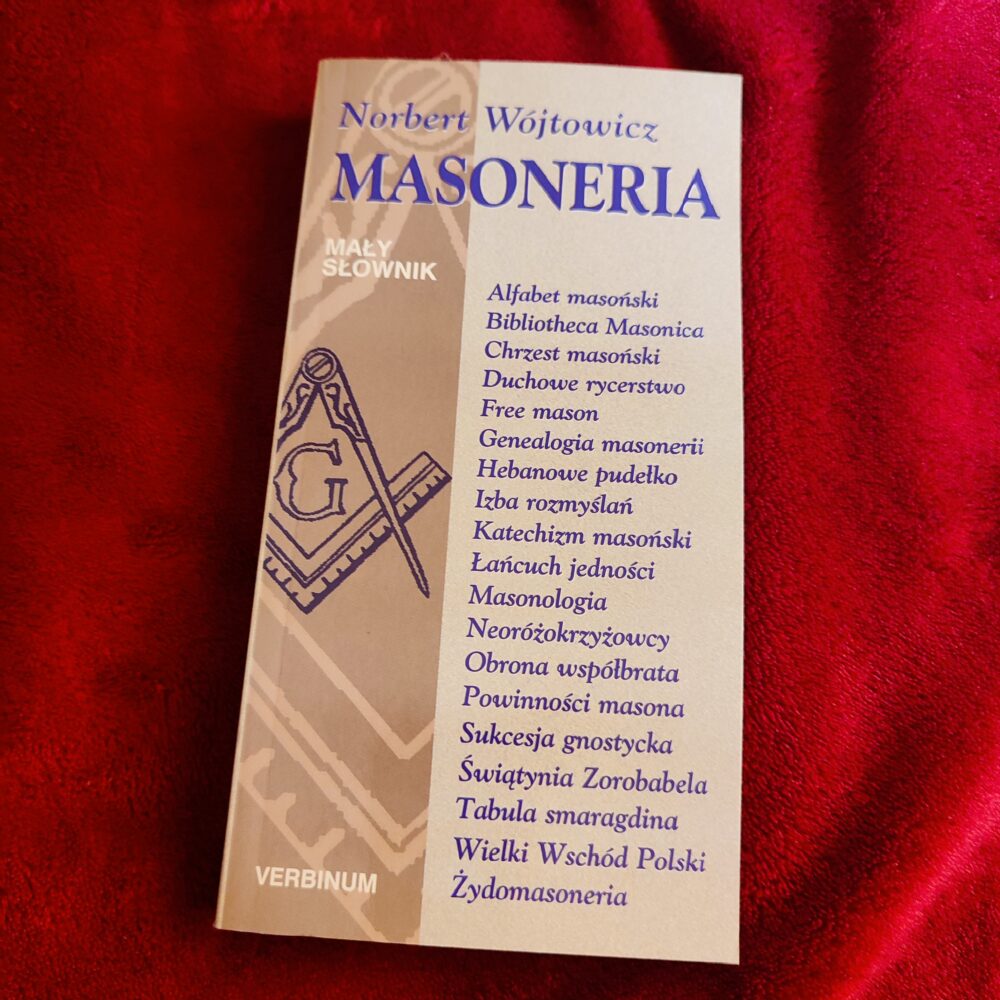 Norbert Wójtowicz
MASONERIA
MAŁY
SŁOWNIK
Alfabet masoński
Bibliotheca Masonica
Chrzest masoński
Duchowe rycerstwo
Free mason
Genealogia masonerii
Hebanowe pudełko
Izba rozmyślań
Katechizm masoński
Łańcuch jedności
Masonologia
Neoróżokrzyżowcy
Obrona współbrata
Powinności masona
Sukcesja gnostycka
Świątynia Zorobabela
Tabula smaragdina
Wielki Wschód Polski
Żydomasoneria
G
VERBINUM